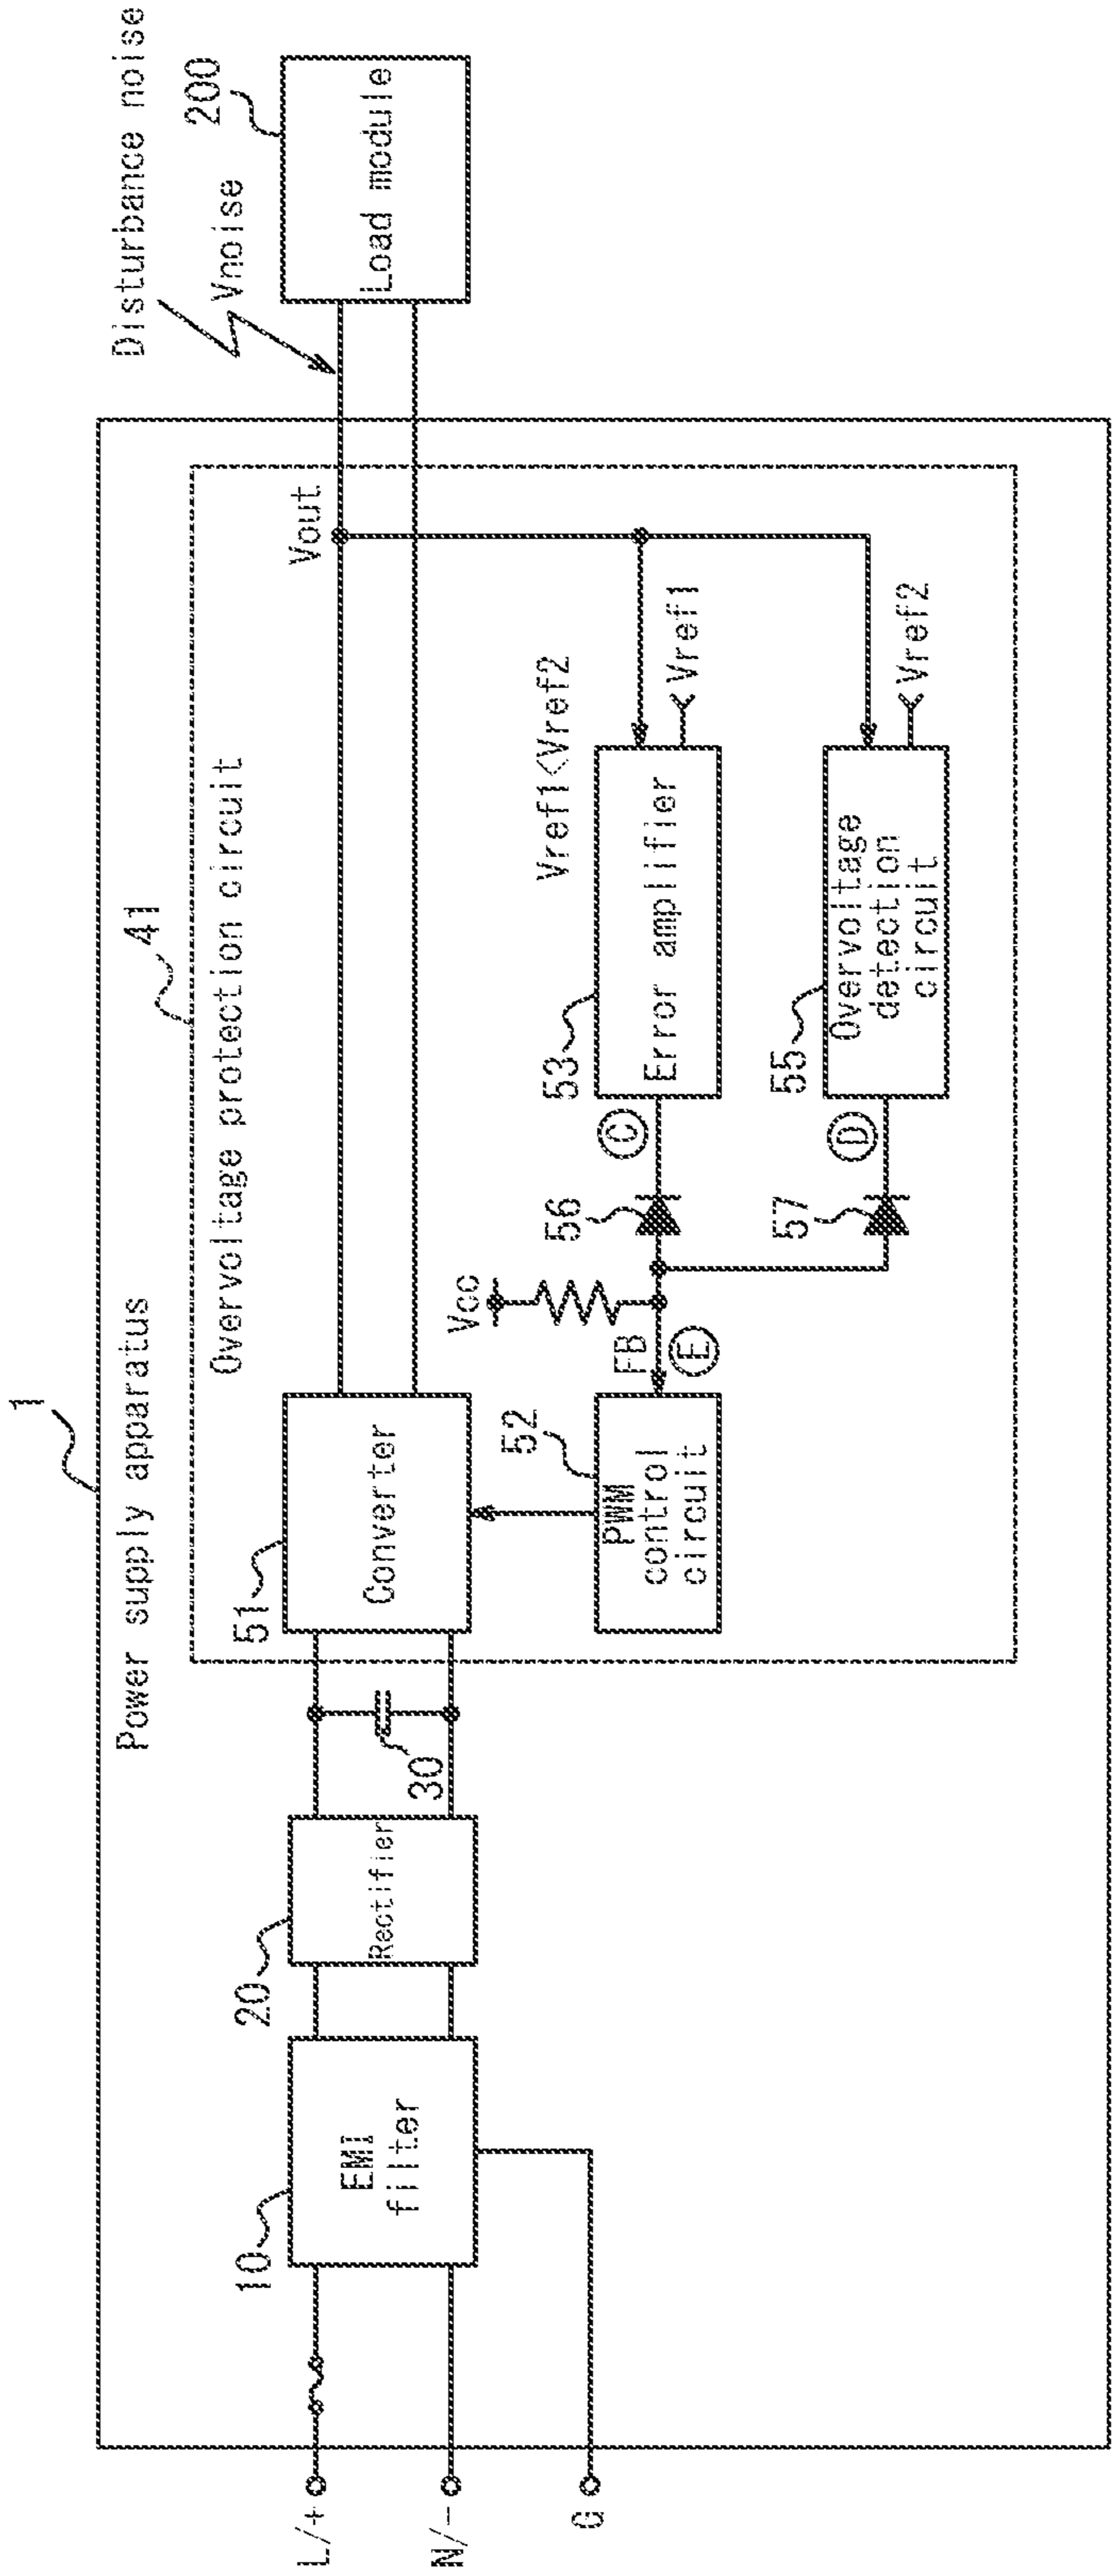 1
Power supply apparatus
41
Overvoltage protection circuit
Disturbance noise
Vnoise
200
Load module
Vout
51
Converter
30
20
Rectifier
10
EMI
filter
L/+
N/-
G
52
PWM
control
circuit
Vcc
FB
E
56
C
53
Error amplifier
Vref1<Vref2
Vref1
57
D
55
Overvoltage
detection
circuit
Vref2